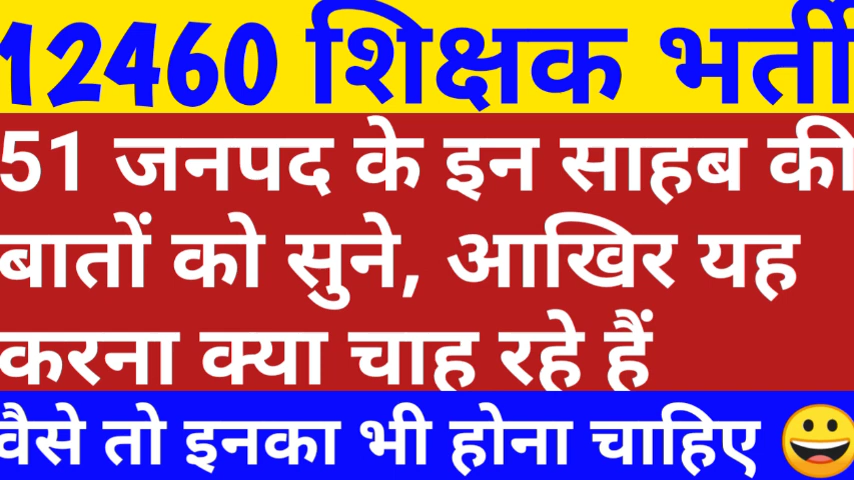 12460 शिक्षक भर्ती
51 जनपद के इन साहब की
बातों को सुने, आखिर यह
करना क्या चाह रहे हैं
वैसे तो इनका भी होना चाहिए 😀